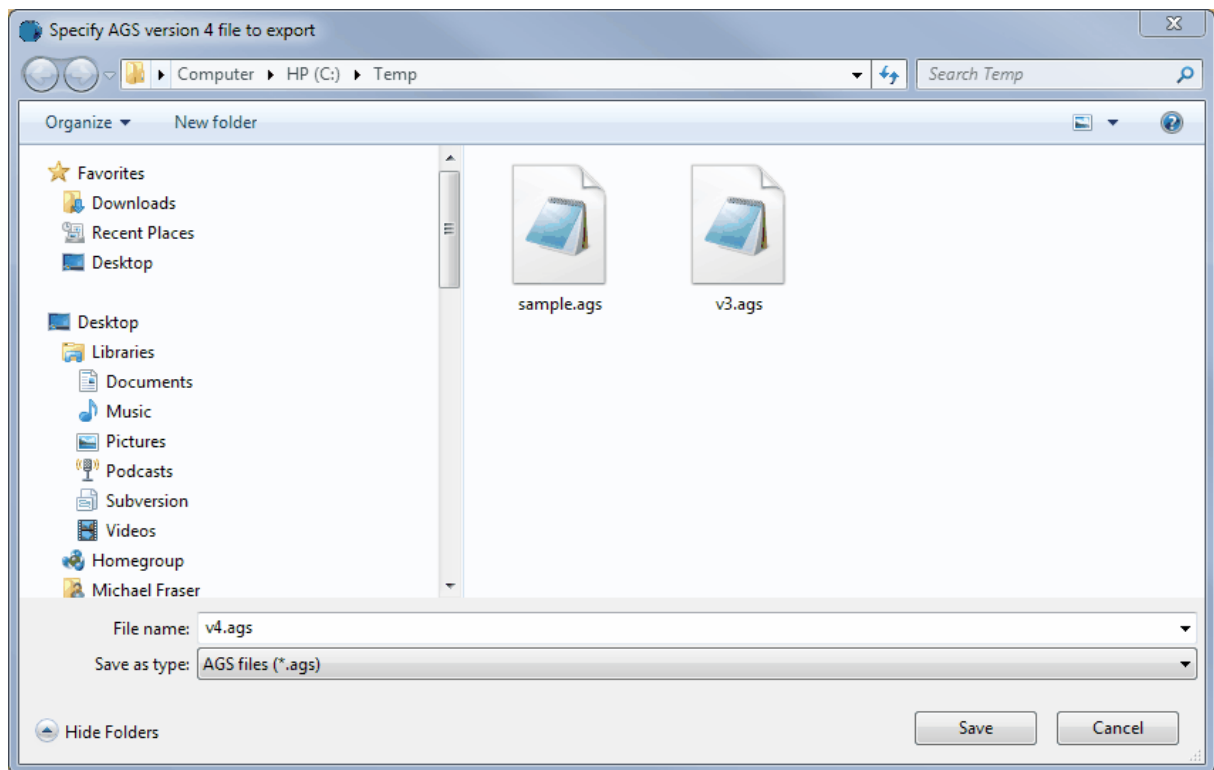 Specify AGS version 4 file to export
Computer HP (C:) Temp
Search Temp
Organize
New folder
Favorites
Downloads
Recent Places
Desktop
Desktop
Libraries
Documents
Music
Pictures
Podcasts
Subversion
Videos
Homegroup
Michael Fraser
sample.ags
v3.ags
File name: v4.ags
Save as type: AGS files (*.ags)
Hide Folders
Save
Cancel